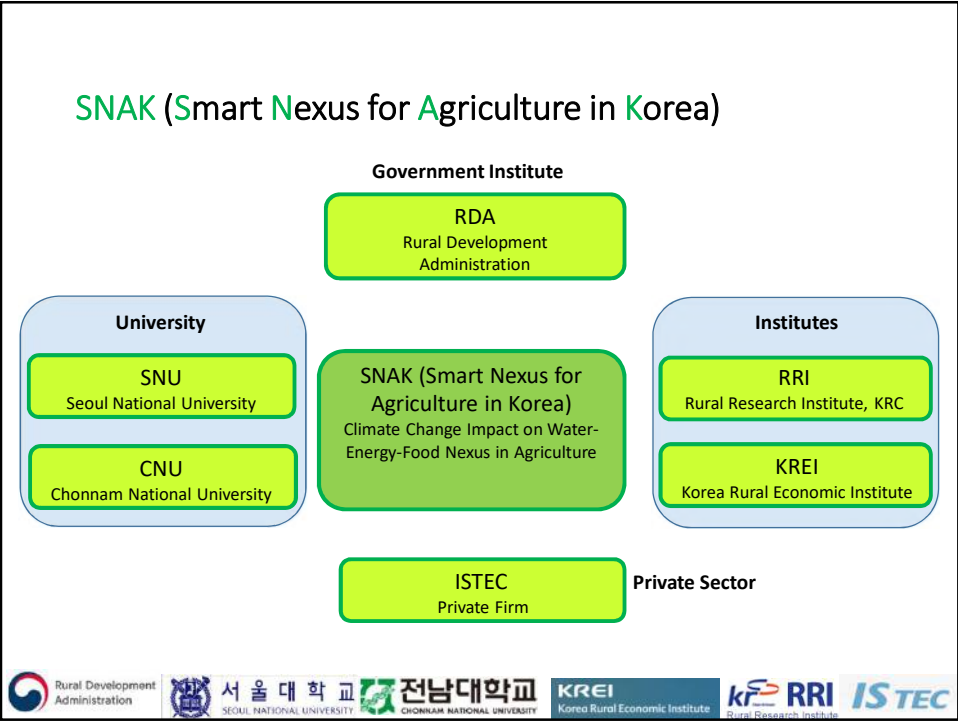 SNAK (Smart Nexus for Agriculture in Korea)
Government Institute
RDA
Rural Development
Administration
University
SNU
Seoul National University
CNU
Chonnam National University
SNAK (Smart Nexus for
Agriculture in Korea)
Climate Change Impact on Water-
Energy-Food Nexus in Agriculture
Institutes
RRI
Rural Research Institute, KRC
KREI
Korea Rural Economic Institute
ISTEC
Private Firm
Private Sector
Rural Development
Administration
서울대학교
SEOUL NATIONAL UNIVERSITY
전남대학교
CHONNAM NATIONAL UNIVERSITY
KREI
Korea Rural Economic Institute
RRI
Rural Research Institute
ISTEC